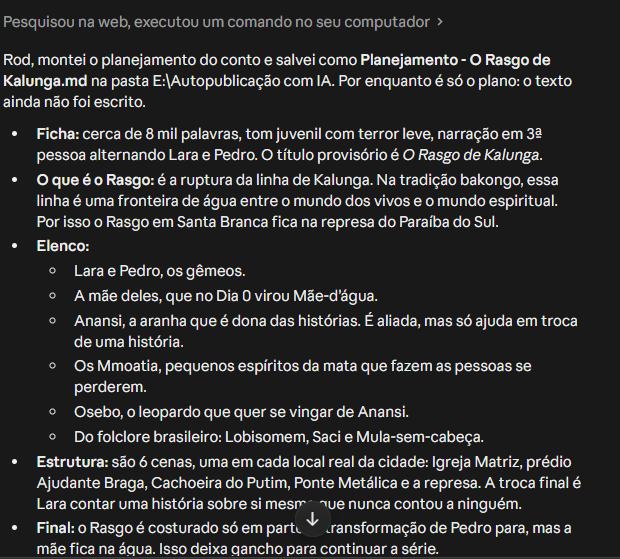 Pesquisou na web, executou um comando no seu computador >
Rod, montei o planejamento do conto e salvei como Planejamento - O Rasgo de
Kalunga.md na pasta E:\Autopublicação com IA. Por enquanto é só o plano: o texto
ainda não foi escrito.
• Ficha: cerca de 8 mil palavras, tom juvenil com terror leve, narração em 3ª
pessoa alternando Lara e Pedro. O título provisório é O Rasgo de Kalunga.
• O que é o Rasgo: é a ruptura da linha de Kalunga. Na tradição bakongo, essa
linha é uma fronteira de água entre o mundo dos vivos e o mundo espiritual.
Por isso o Rasgo em Santa Branca fica na represa do Paraíba do Sul.
• Elenco:
◦ Lara e Pedro, os gêmeos.
◦ A mãe deles, que no Dia 0 virou Mãe-d'água.
◦ Anansi, a aranha que é dona das histórias. É aliada, mas só ajuda em troca
de uma história.
◦ Os Mmoatia, pequenos espíritos da mata que fazem as pessoas se
perderem.
◦ Osebo, o leopardo que quer se vingar de Anansi.
◦ Do folclore brasileiro: Lobisomem, Saci e Mula-sem-cabeça.
• Estrutura: são 6 cenas, uma em cada local real da cidade: Igreja Matriz, prédio
Ajudante Braga, Cachoeira do Putim, Ponte Metálica e a represa. A troca final é
Lara contar uma história sobre si mesma que nunca contou a ninguém.
• Final: o Rasgo é costurado só em parte transformação de Pedro para, mas a
mãe fica na água. Isso deixa gancho para continuar a série.